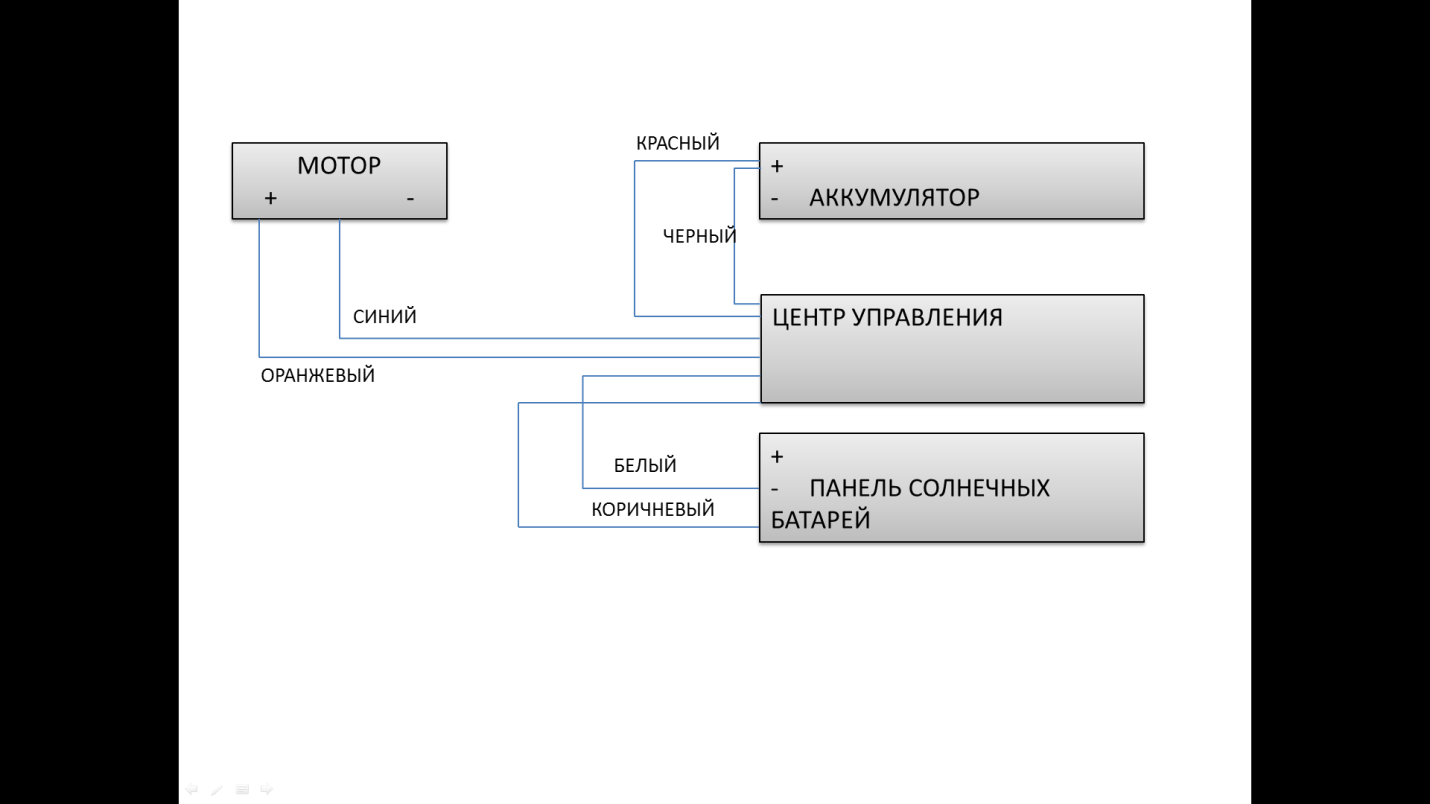 МОТОР
+ -
КРАСНЫЙ
+
- АККУМУЛЯТОР
ЧЕРНЫЙ
ЦЕНТР УПРАВЛЕНИЯ
СИНИЙ
ОРАНЖЕВЫЙ
БЕЛЫЙ
КОРИЧНЕВЫЙ
+
- ПАНЕЛЬ СОЛНЕЧНЫХ
БАТАРЕЙ